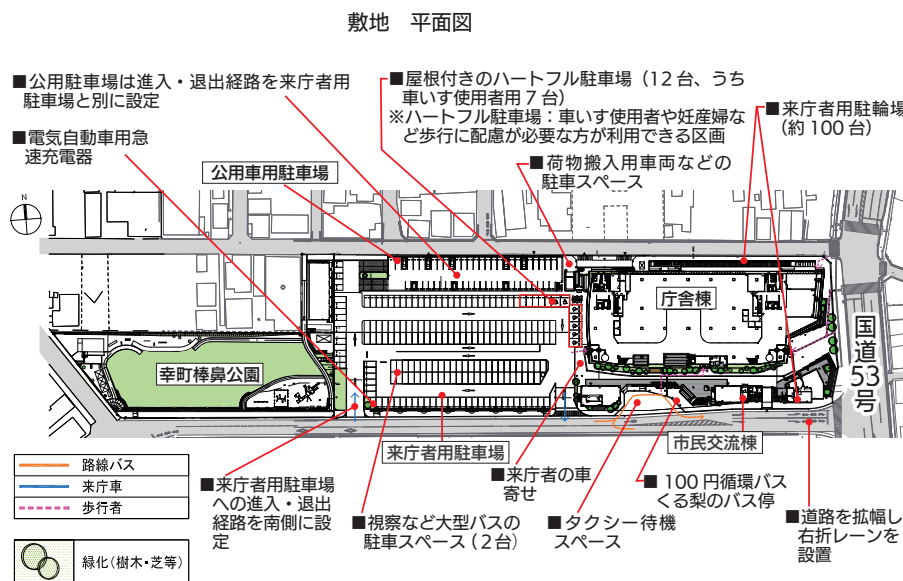 敷地　平面図
■公用駐車場は進入・退出経路を来庁者用
駐車場と別に設定
■電気自動車用急
速充電器
公用車用駐車場
■屋根付きのハートフル駐車場（12台、うち
車いす使用者用７台）
※ハートフル駐車場：車いす使用者や妊産婦な
ど歩行に配慮が必要な方が利用できる区画
■荷物搬入用車両などの
駐車スペース
■来庁者用駐輪場
（約100台）
N
庁舎棟
幸町棒鼻公園
国道53号
来庁者用駐車場
市民交流棟
路線バス
来庁車
歩行者
緑化(樹木・芝等)
■来庁者用駐車場
への進入・退出
経路を南側に設
定
■視察など大型バスの
駐車スペース（２台）
■来庁者の車
寄せ
■タクシー待機
スペース
■100円循環バス
くる梨のバス停
■道路を拡幅し
右折レーンを
設置